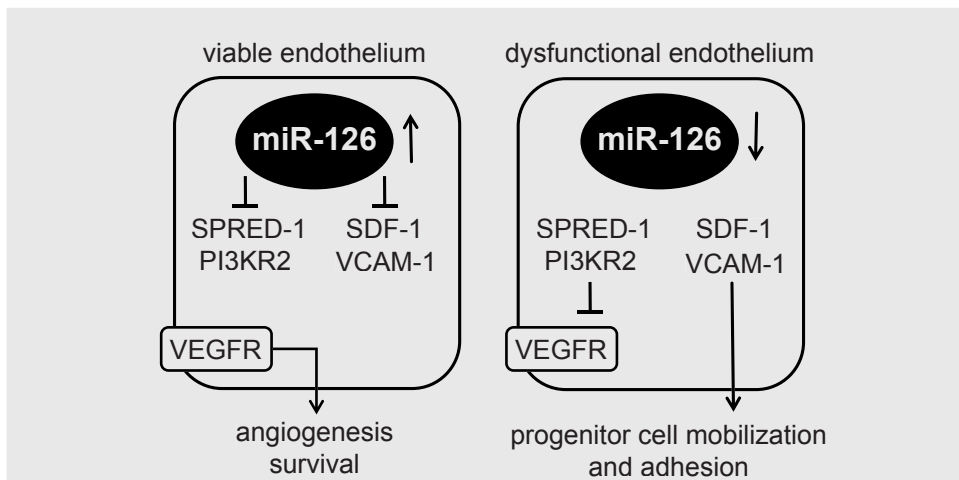 viable endothelium
miR-126
SPRED-1
PI3KR2
SDF-1
VCAM-1
VEGFR
angiogenesis
survival
dysfunctional endothelium
miR-126
SPRED-1
PI3KR2
SDF-1
VCAM-1
VEGFR
progenitor cell mobilization
and adhesion